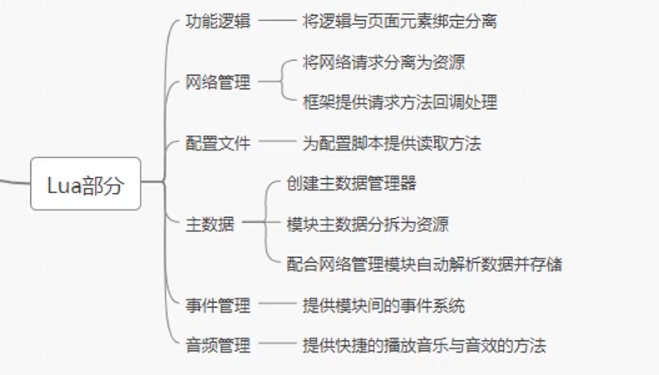 Lua部分
功能逻辑
将逻辑与页面元素绑定分离
网络管理
将网络请求分离为资源
框架提供请求方法回调处理
配置文件
为配置脚本提供读取方法
主数据
创建主数据管理器
模块主数据分拆为资源
配合网络管理模块自动解析数据并存储
事件管理
提供模块间的事件系统
音频管理
提供快捷的播放音乐与音效的方法